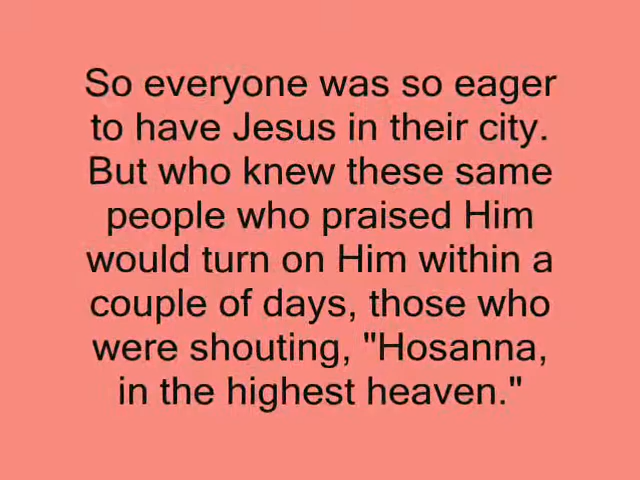 So everyone was so eager
to have Jesus in their city.
But who knew these same
people who praised Him
would turn on Him within a
couple of days, those who
were shouting, "Hosanna,
in the highest heaven."